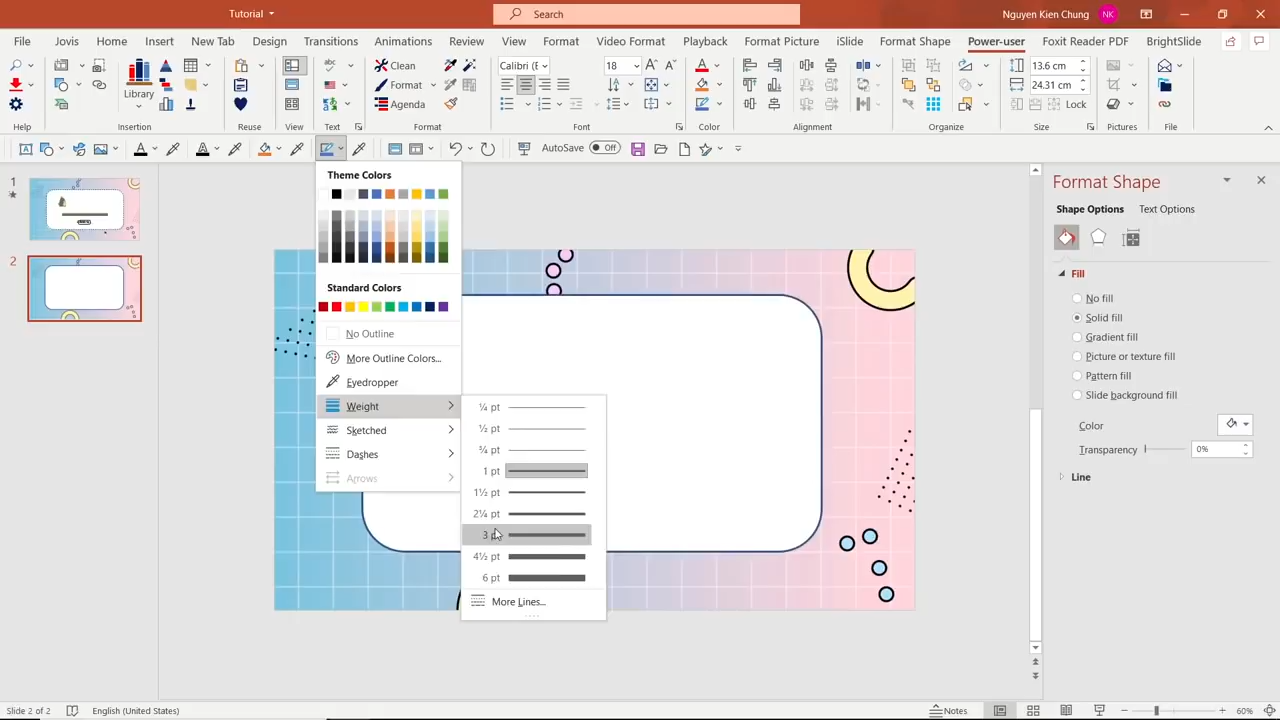 Tutorial
Search
Nguyen Kien Chung
NK
File
Jovis
Home
Insert
New Tab
Design
Transitions
Animations
Review
View
Format
Video Format
Playback
Format Picture
iSlide
Format Shape
Power-user
Foxit Reader PDF
BrightSlide
Library
Clean
Format
Agenda
Calibri (E
18
13.6 cm
24.31 cm
Lock
Help
Insertion
Reuse
View
Text
Format
Font
Color
Alignment
Organize
Size
Pictures
File
AutoSave
Off
1
2
Theme Colors
Standard Colors
No Outline
More Outline Colors...
Eyedropper
Weight
Sketched
Dashes
Arrows
¼ pt
½ pt
¾ pt
1 pt
1½ pt
2¼ pt
3
4½ pt
6 pt
More Lines...
Format Shape
Shape Options
Text Options
Fill
No fill
Solid fill
Gradient fill
Picture or texture fill
Pattern fill
Slide background fill
Color
Transparency
0%
Line
Slide 2 of 2
English (United States)
Notes
60%